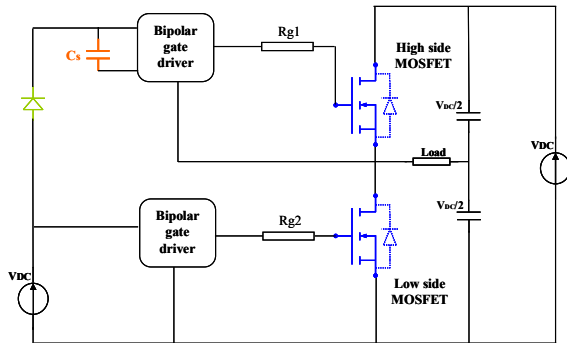 Bipolar
gate
driver
Cs
Rg1
High side
MOSFET
VDC/2
Load
VDC
VDC/2
Bipolar
gate
driver
Rg2
VDC
Low side
MOSFET